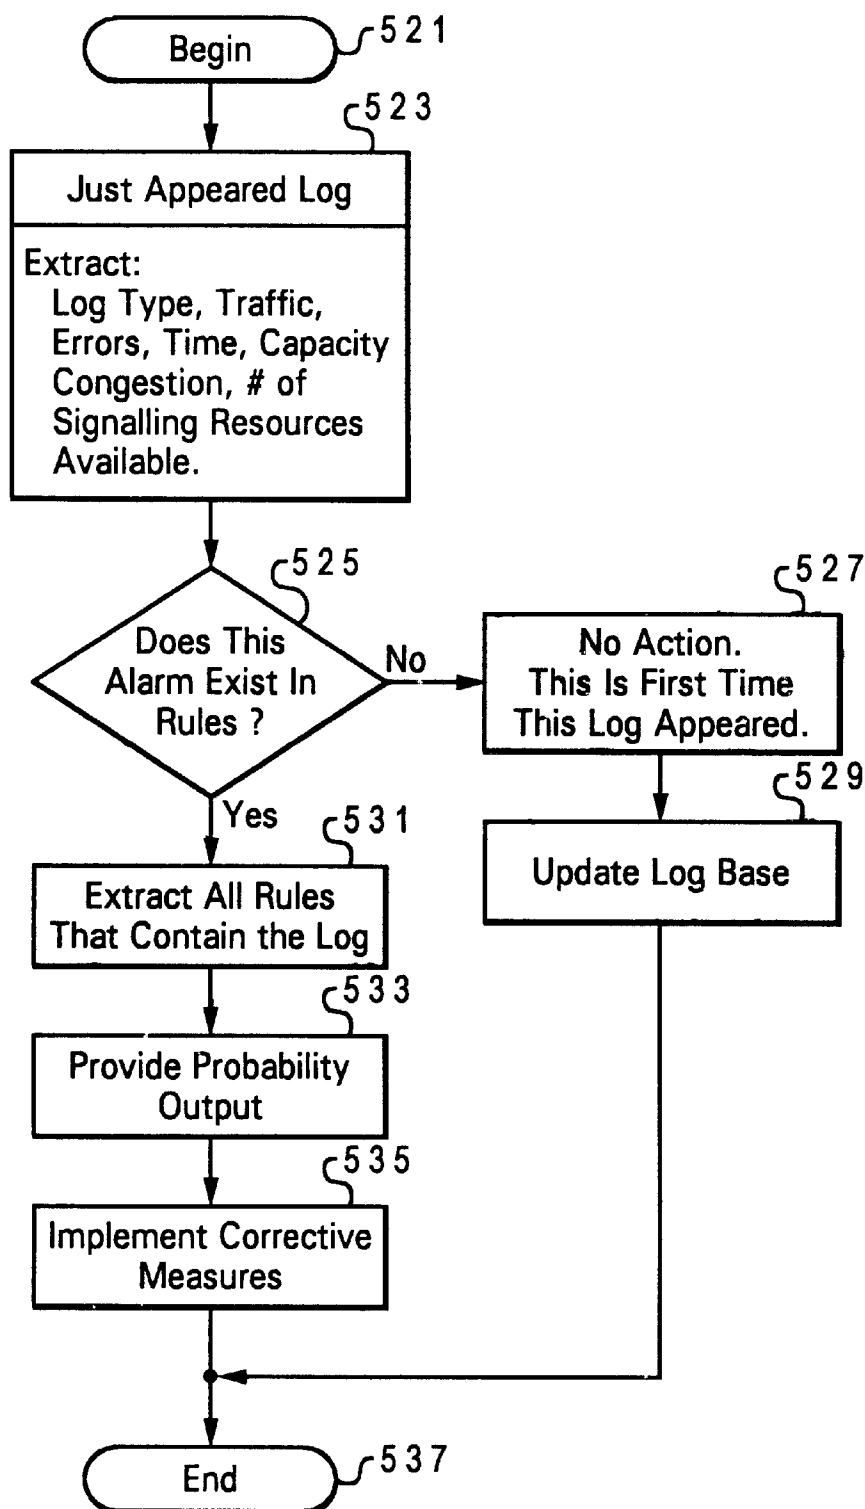 Begin
521
523
Just Appeared Log
Extract:
Log Type, Traffic,
Errors, Time, Capacity
Congestion, # of
Signalling Resources
Available.
525
Does This
Alarm Exist In
Rules ?
No
Yes
527
No Action.
This Is First Time
This Log Appeared.
529
Update Log Base
531
Extract All Rules
That Contain the Log
533
Provide Probability
Output
535
Implement Corrective
Measures
End
537